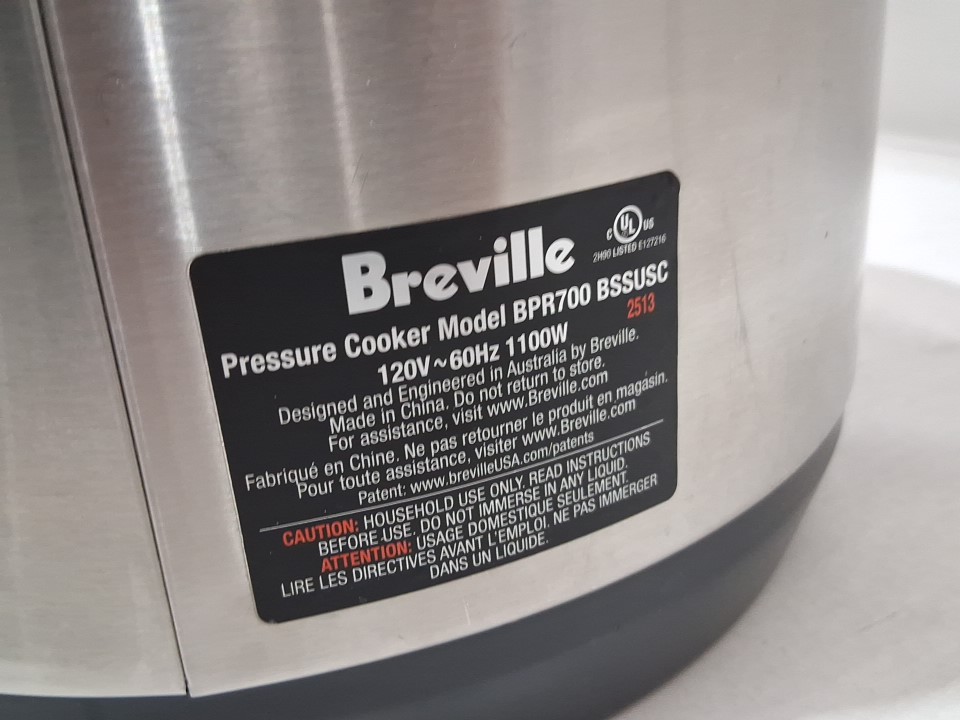 Breville
C UL US
2H90 LISTED E127216
Pressure Cooker Model BPR700 BSSUSC
120V~60Hz 1100W 2513
Designed and Engineered in Australia by Breville.
Made in China. Do not return to store.
For assistance, visit www.Breville.com
Fabriqué en Chine. Ne pas retourner le produit en magasin.
Pour toute assistance, visiter www.Breville.com
Patent: www.brevilleUSA.com/patents
CAUTION: HOUSEHOLD USE ONLY. READ INSTRUCTIONS
BEFORE USE. DO NOT IMMERSE IN ANY LIQUID.
ATTENTION: USAGE DOMESTIQUE SEULEMENT.
LIRE LES DIRECTIVES AVANT L'EMPLOI. NE PAS IMMERGER
DANS UN LIQUIDE.